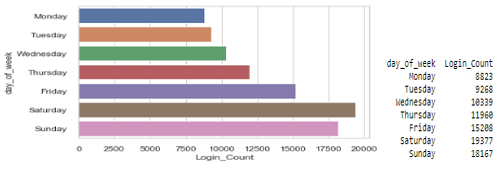 day_of_week
Monday
Tuesday
Wednesday
Thursday
Friday
Saturday
Sunday
0 2500 5000 7500 10000 12500 15000 17500 20000
Login_Count
day_of_week Login_Count
Monday 8823
Tuesday 9268
Wednesday 10339
Thursday 11960
Friday 15208
Saturday 19377
Sunday 18167